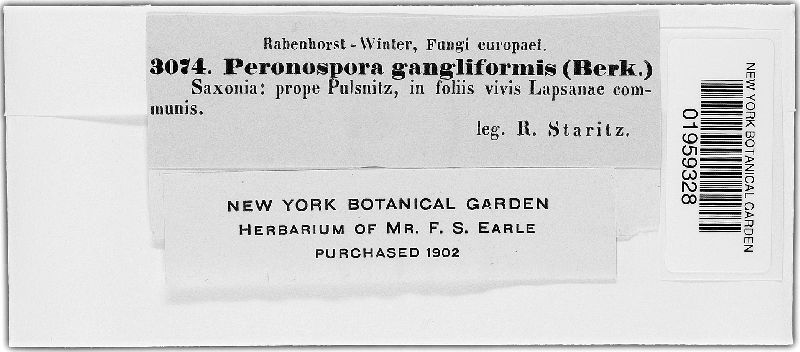 Rabenhorst-Winter, Fungi europaei.
3074. Peronospora gangliformis (Berk.)
Saxonia: prope Pulsnitz, in foliis vivis Lapsanae com-
munis.
leg. R. Staritz.
NEW YORK BOTANICAL GARDEN
HERBARIUM OF MR. F. S. EARLE
PURCHASED 1902
NEW YORK BOTANICAL GARDEN
01959328